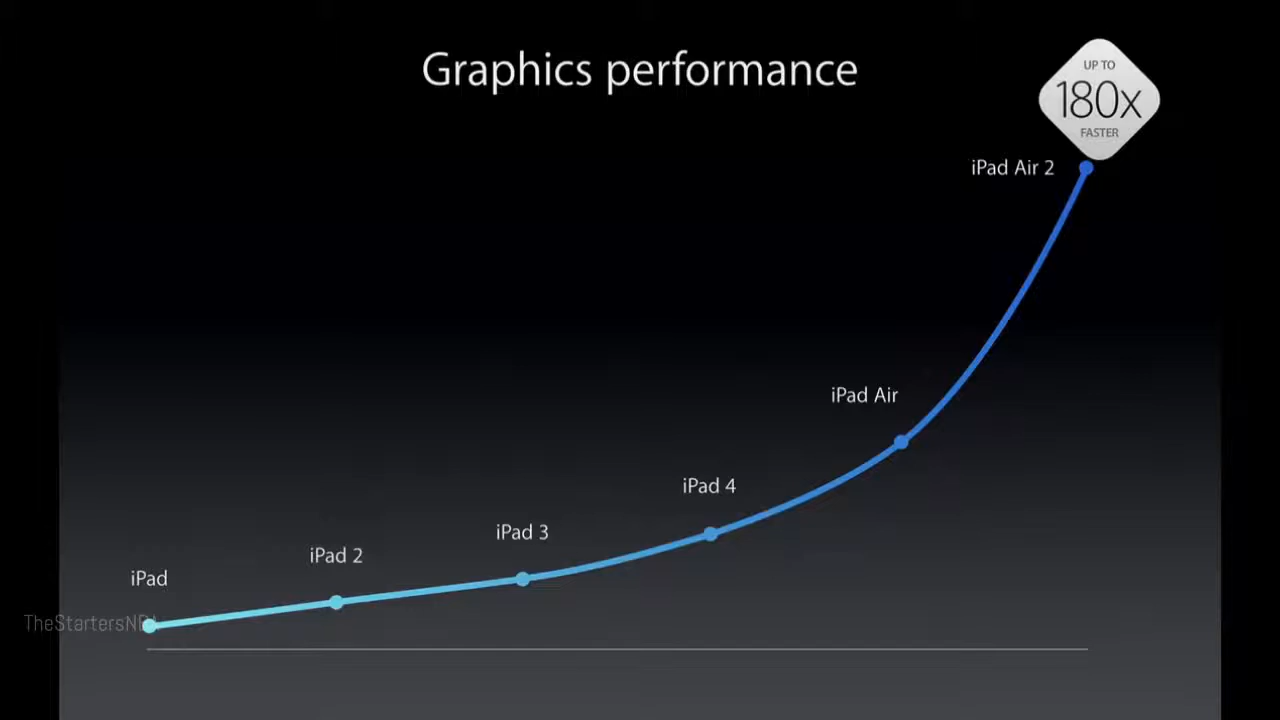 Graphics performance
UP TO
180x
FASTER
iPad Air 2
iPad Air
iPad 4
iPad 3
iPad 2
iPad